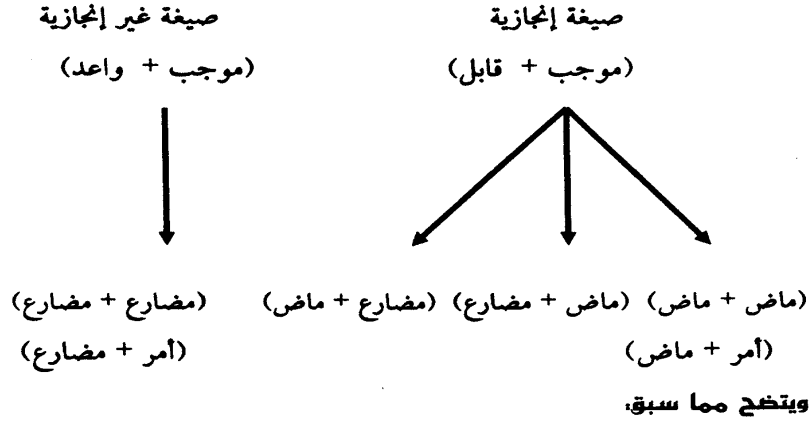 صيغة إنجازية
صيغة غير إنجازية
(موجب + قابل)
(موجب + واعد)
(ماض + ماض) (ماض + مضارع) (مضارع + ماض)
(مضارع + مضارع)
(أمر + ماض)
(أمر + مضارع)
ويتضح مما سبق: